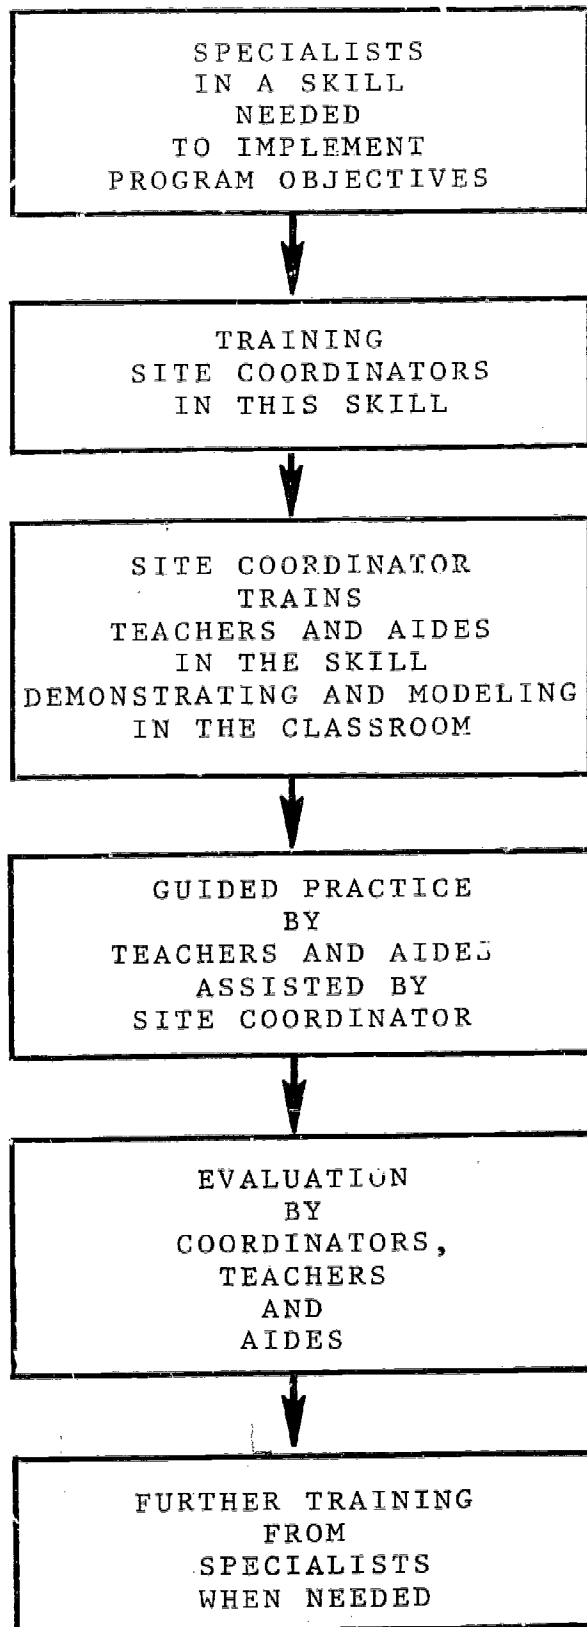 SPECIALISTS
IN A SKILL
NEEDED
TO IMPLEMENT
PROGRAM OBJECTIVES
TRAINING
SITE COORDINATORS
IN THIS SKILL
SITE COORDINATOR
TRAINS
TEACHERS AND AIDES
IN THE SKILL
DEMONSTRATING AND MODELING
IN THE CLASSROOM
GUIDED PRACTICE
BY
TEACHERS AND AIDES
ASSISTED BY
SITE COORDINATOR
EVALUATION
BY
COORDINATORS,
TEACHERS
AND
AIDES
FURTHER TRAINING
FROM
SPECIALISTS
WHEN NEEDED